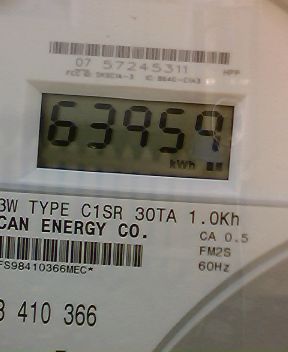 07 57245311 HPP
63959
kWh
3W TYPE C1SR 30TA 1.0Kh
CAN ENERGY CO.
CA 0.5
FM2S
60Hz
FS98410366MEC*
3 410 366